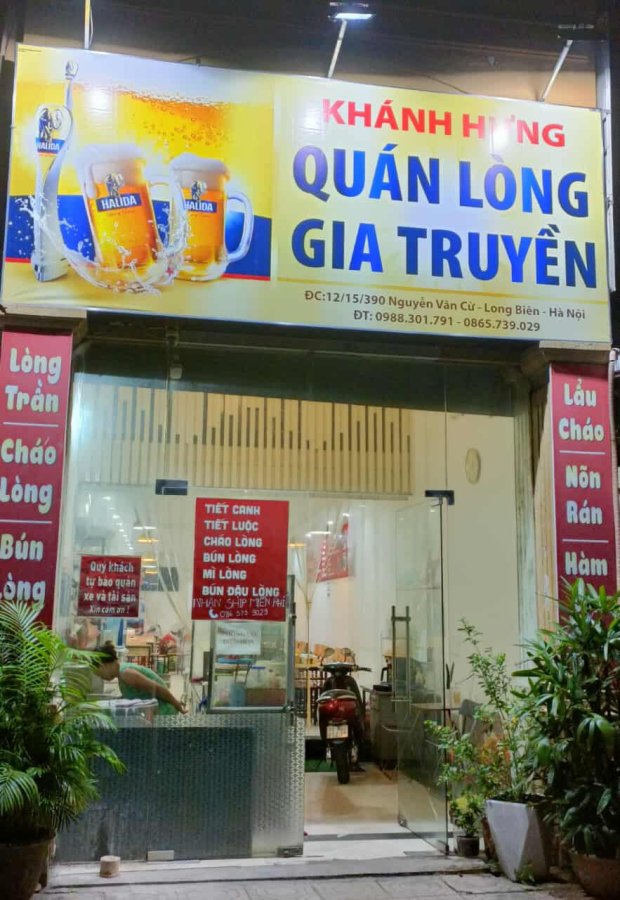 KHÁNH HƯNG
QUÁN LÒNG
GIA TRUYỀN
ĐC:12/15/390 Nguyễn Văn Cừ - Long Biên - Hà Nội
ĐT: 0988.301.791 - 0865.739.029
HALIDA
HALIDA
HALIDA
Lòng
Trần
Cháo
Lòng
Bún
Lòng
TIẾT CANH
TIẾT LUỘC
CHÁO LÒNG
BÚN LÒNG
MÌ LÒNG
BÚN ĐẬU LÒNG
NHẬN SHIP MIỄN PHÍ
Quý khách
tự bảo quản
xe và tài sản
Xin cảm ơn !
Lẩu
Cháo
Nõn
Rán
Hàm